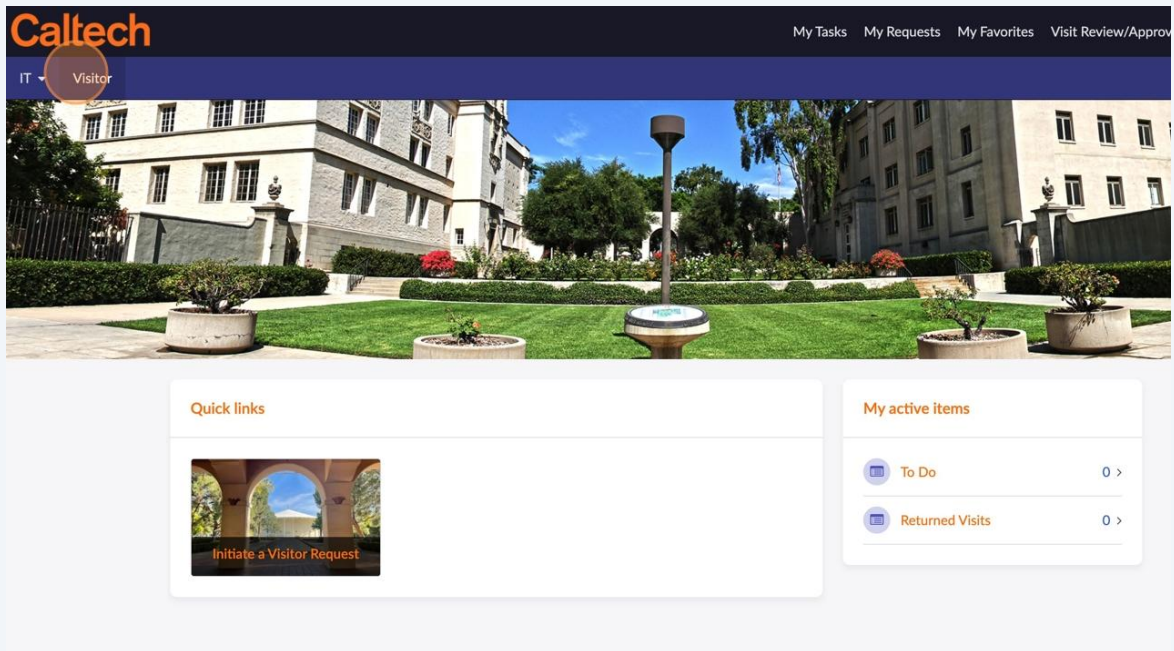 Caltech
My Tasks My Requests My Favorites Visit Review/Approv
IT Visitor
Quick links
Initiate a Visitor Request
My active items
To Do 0
Returned Visits 0